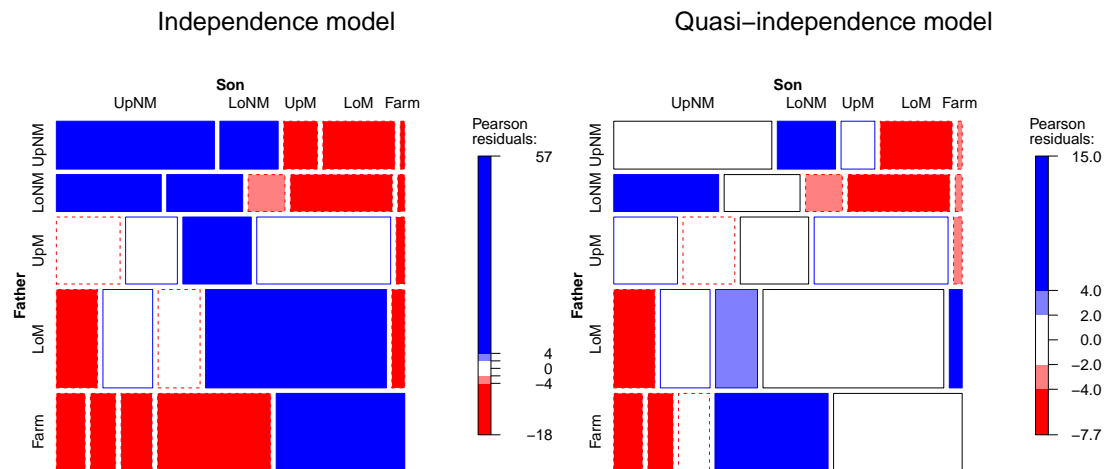 Independence model
Son
UpNM LoNM UpM LoM Farm
Father
UpNM
LoNM
UpM
LoM
Farm
Pearson
residuals:
57
4
0
−4
−18
Quasi−independence model
Son
UpNM LoNM UpM LoM Farm
Father
UpNM
LoNM
UpM
LoM
Farm
Pearson
residuals:
15.0
4.0
2.0
0.0
−2.0
−4.0
−7.7